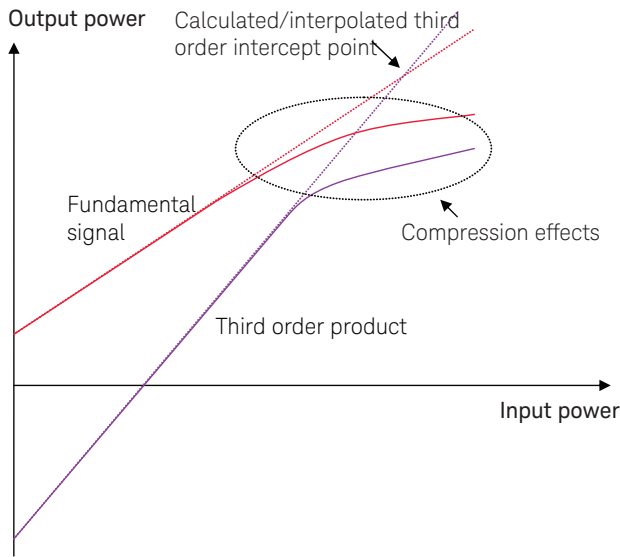 Output power
Calculated/interpolated third
order intercept point
Fundamental
signal
Compression effects
Third order product
Input power